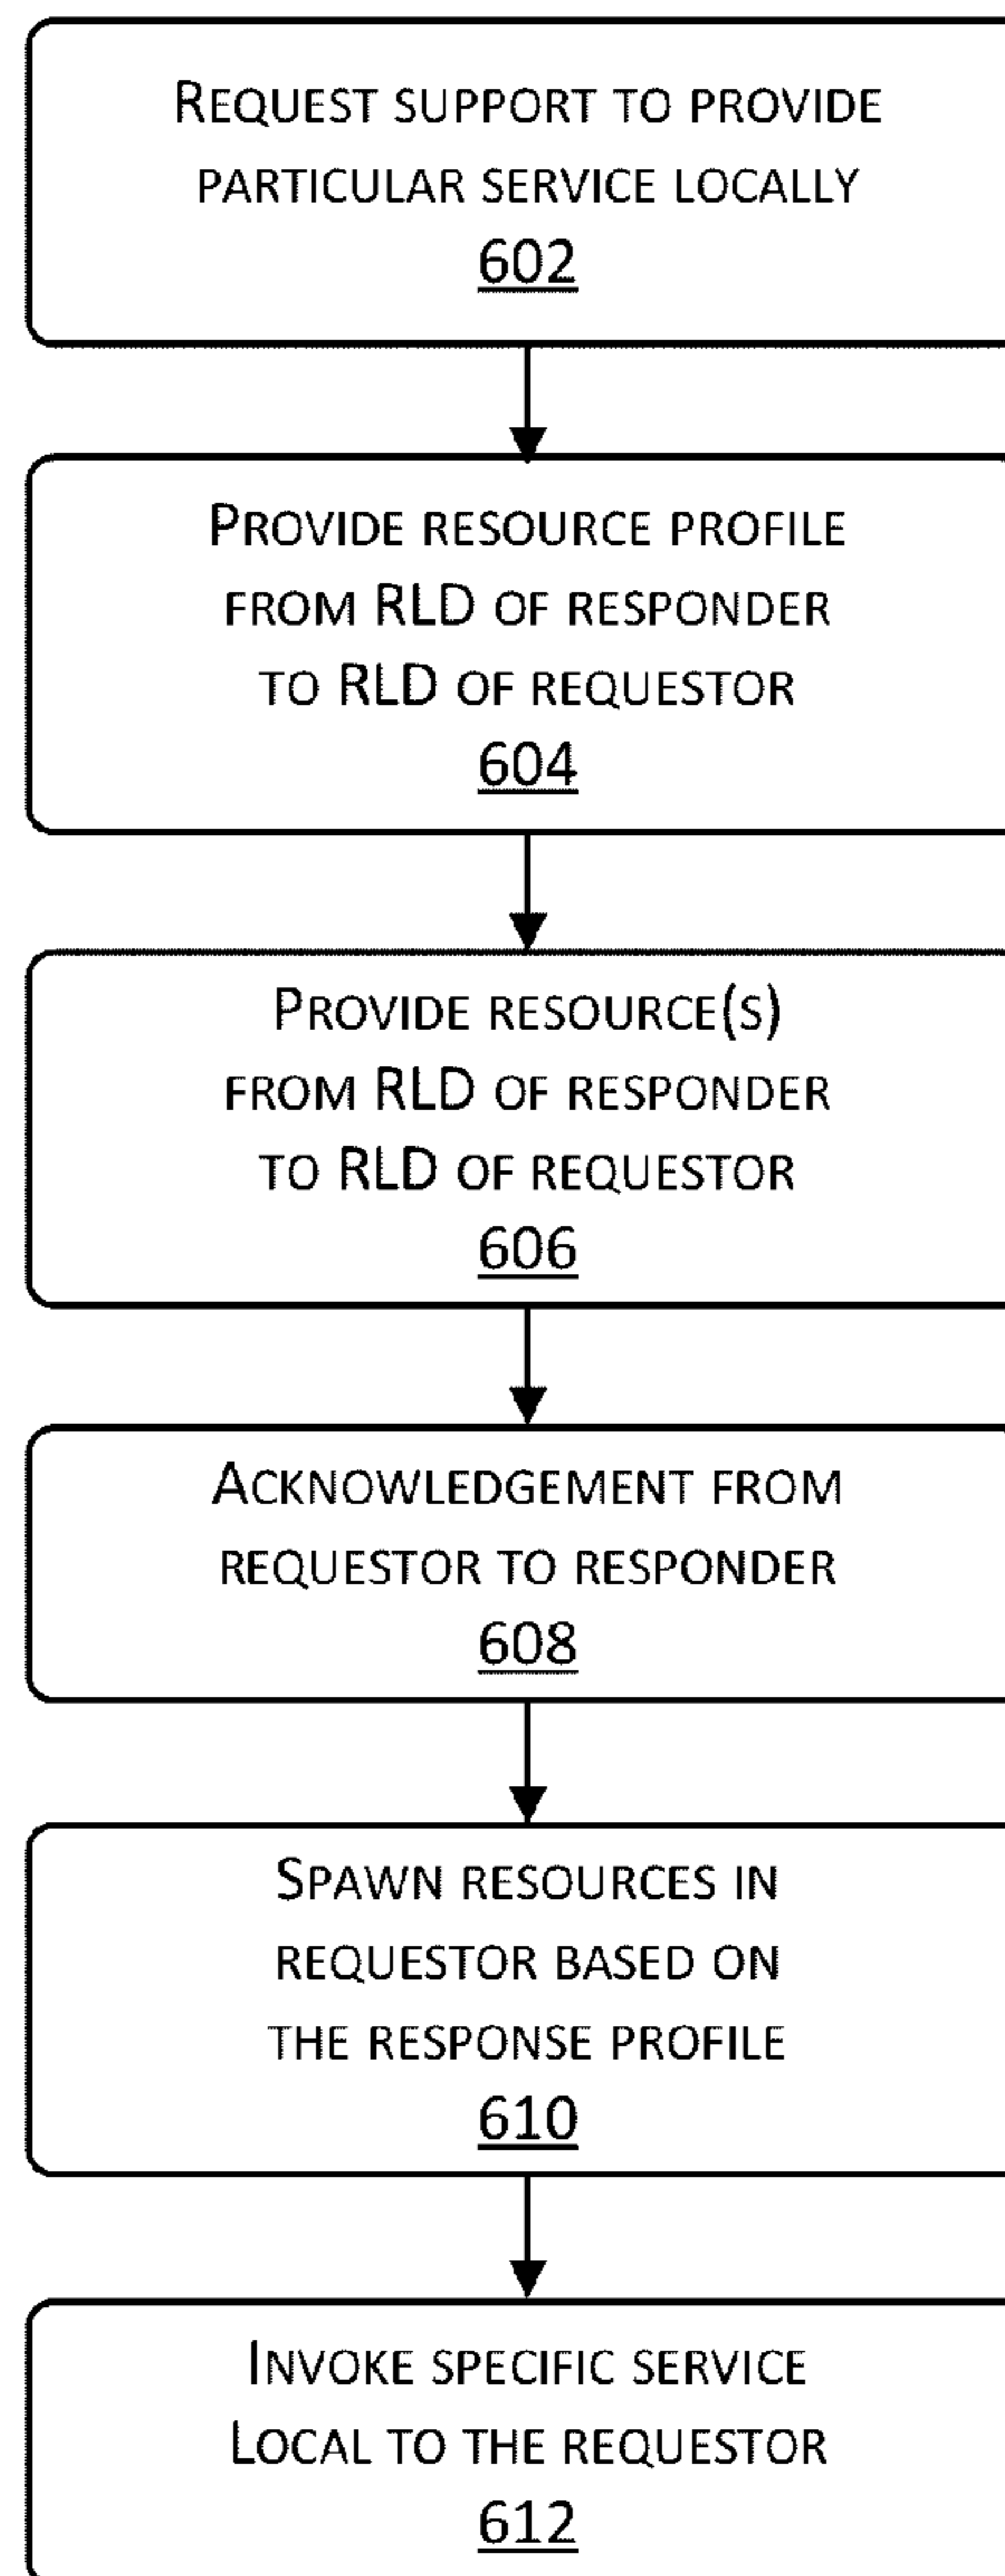 REQUEST SUPPORT TO PROVIDE
PARTICULAR SERVICE LOCALLY
602
PROVIDE RESOURCE PROFILE
FROM RLD OF RESPONDER
TO RLD OF REQUESTOR
604
PROVIDE RESOURCE(S)
FROM RLD OF RESPONDER
TO RLD OF REQUESTOR
606
ACKNOWLEDGEMENT FROM
REQUESTOR TO RESPONDER
608
SPAWN RESOURCES IN
REQUESTOR BASED ON
THE RESPONSE PROFILE
610
INVOKE SPECIFIC SERVICE
LOCAL TO THE REQUESTOR
612